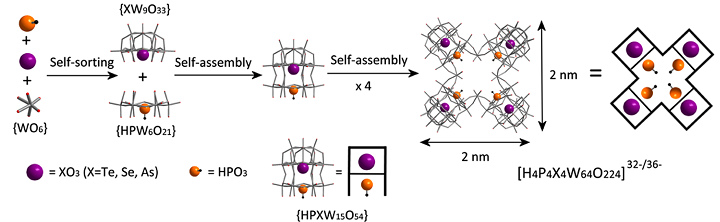 {XW₉O₃₃}
+
+
Self-sorting
+
Self-assembly
Self-assembly
x 4
2 nm
=
{WO₆}
{HPW₆O₂₁}
2 nm
[H₄P₄X₄W₆₄O₂₂₄]³²⁻/³⁶⁻
= XO₃ (X=Te, Se, As)
= HPO₃
=
{HPXW₁₅O₅₄}